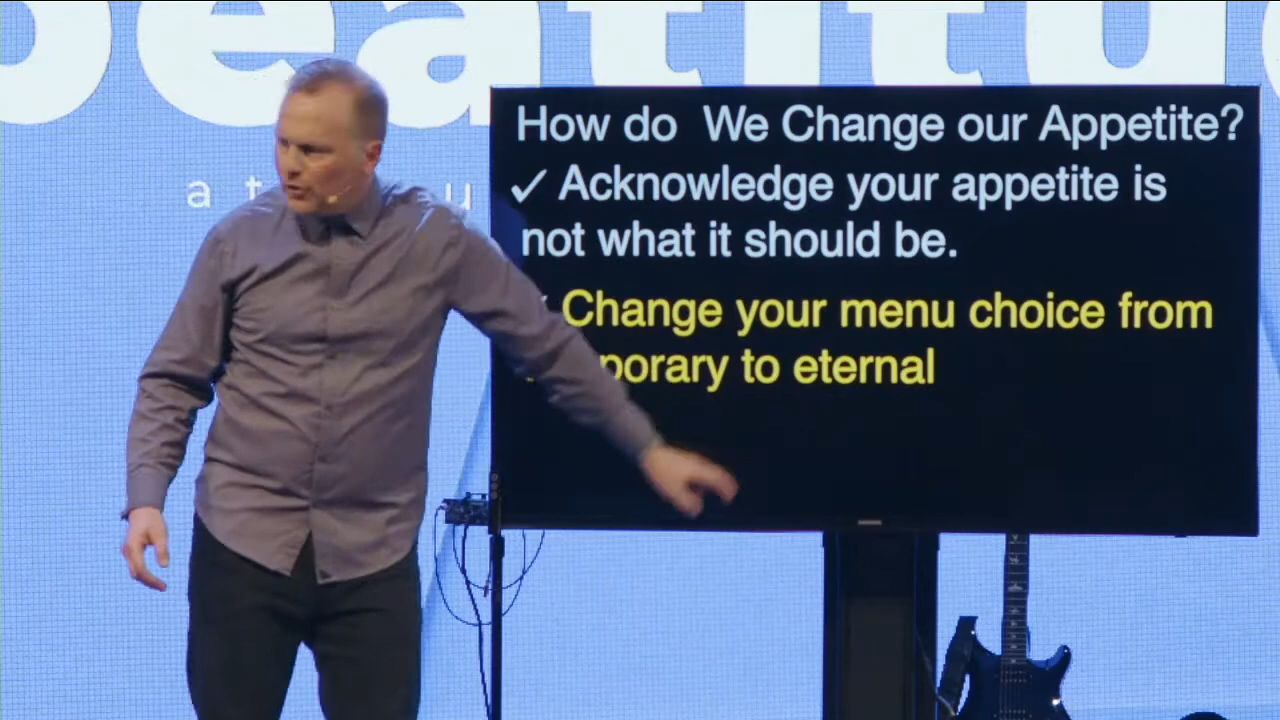 beatitu
How do We Change our Appetite?
✓ Acknowledge your appetite is
not what it should be.
Change your menu choice from
to eternal